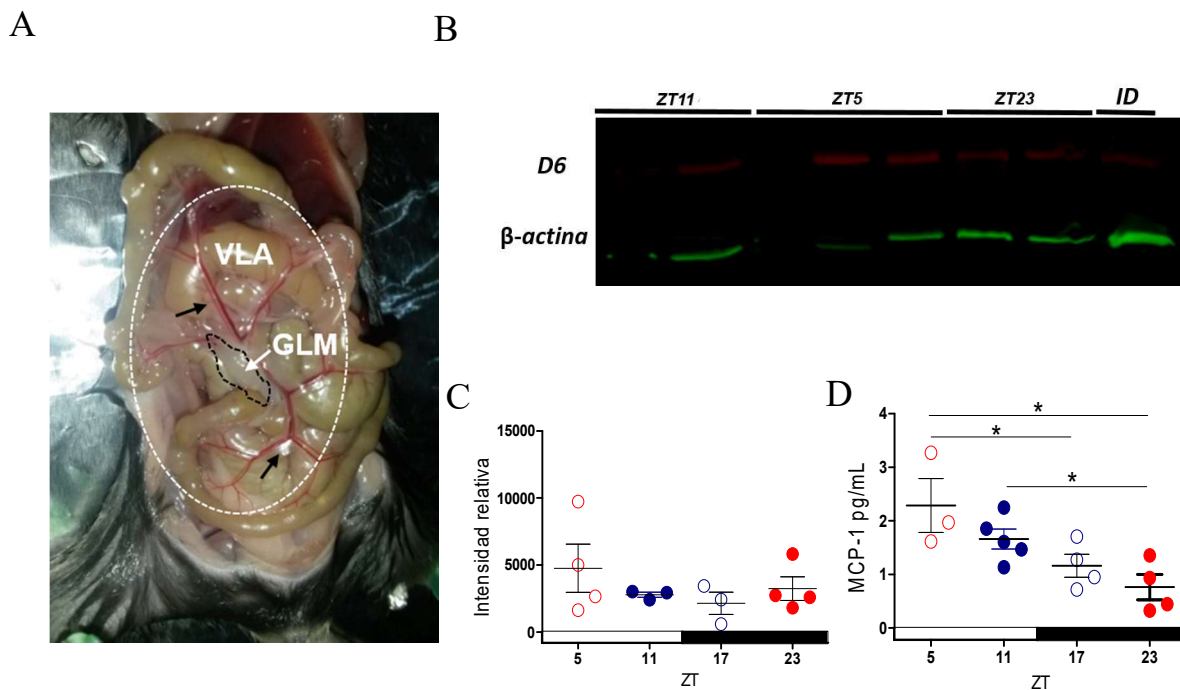 A
B
ZT11 ZT5 ZT23 ID
D6
β-actina
VLA
GLM
C
D
15000
10000
5000
0
Intensidad relativa
5 11 17 23
ZT
4
3
2
1
0
MCP-1 pg/mL
*
*
*
5 11 17 23
ZT